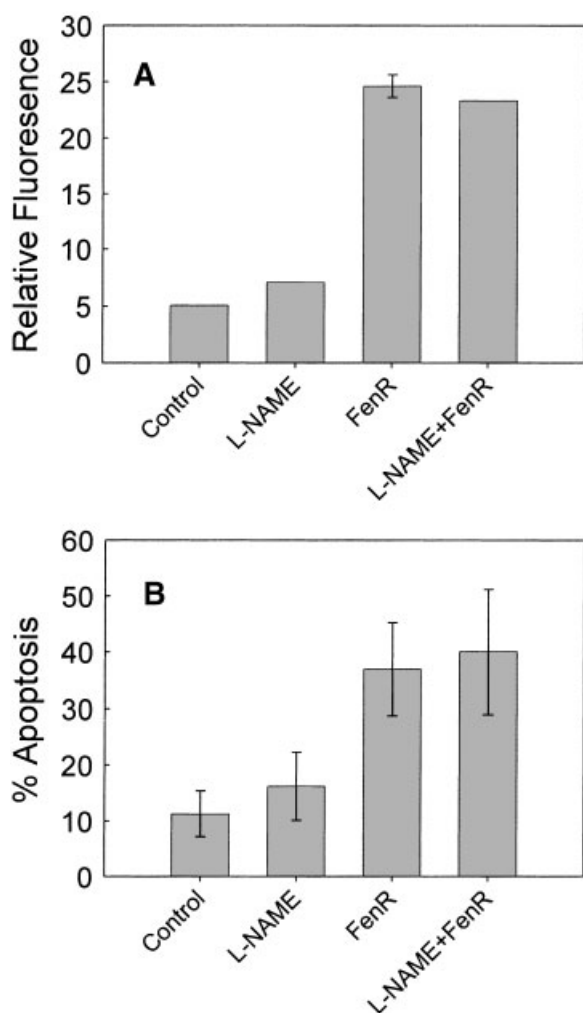 30
25
20
15
10
5
0
Relative Fluoresence
A
Control
L-NAME
FenR
L-NAME+FenR
60
50
40
30
20
10
0
% Apoptosis
B
Control
L-NAME
FenR
L-NAME+FenR